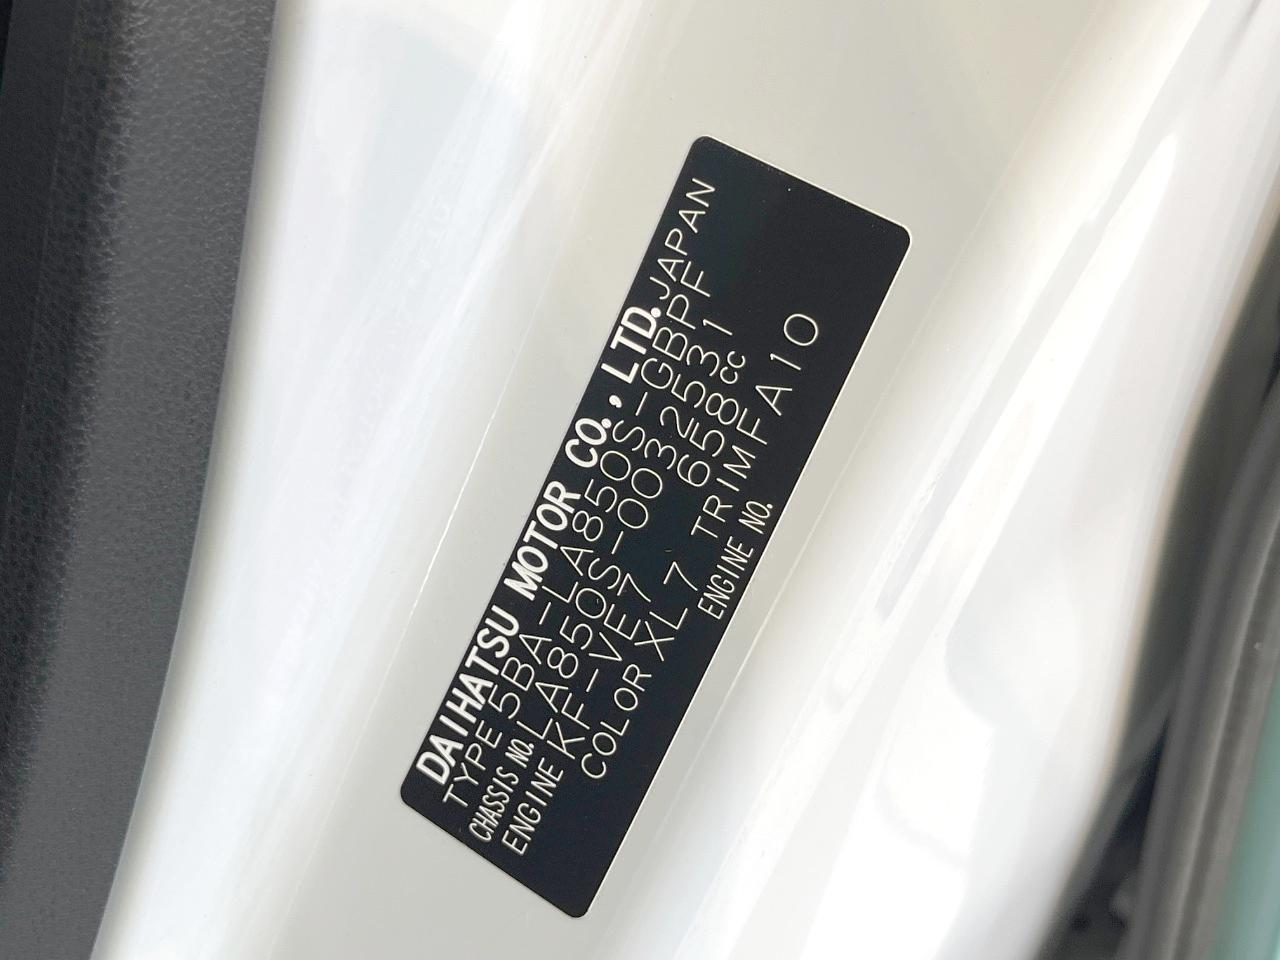 DAIHATSU MOTOR CO., LTD. JAPAN
TYPE 5BA-LA850S-GBPF
CHASSIS NO. LA850S-0032531
ENGINE KF-VE7 658cc
COLOR XL7 TRIM FA10
ENGINE NO.